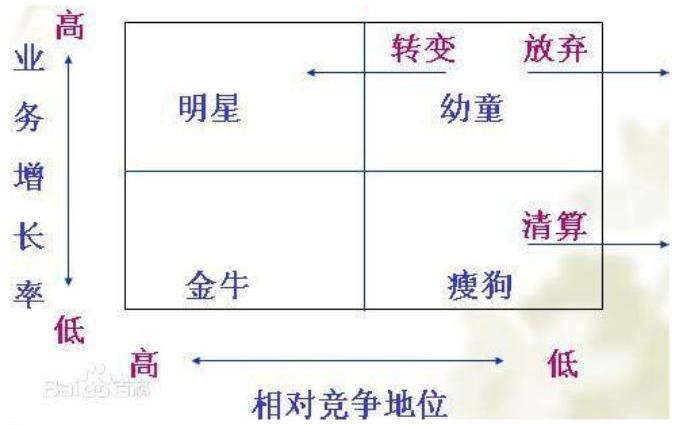 高
业务增长率
低
转变
放弃
明星
幼童
清算
金牛
瘦狗
高
低
相对竞争地位
Bai百科